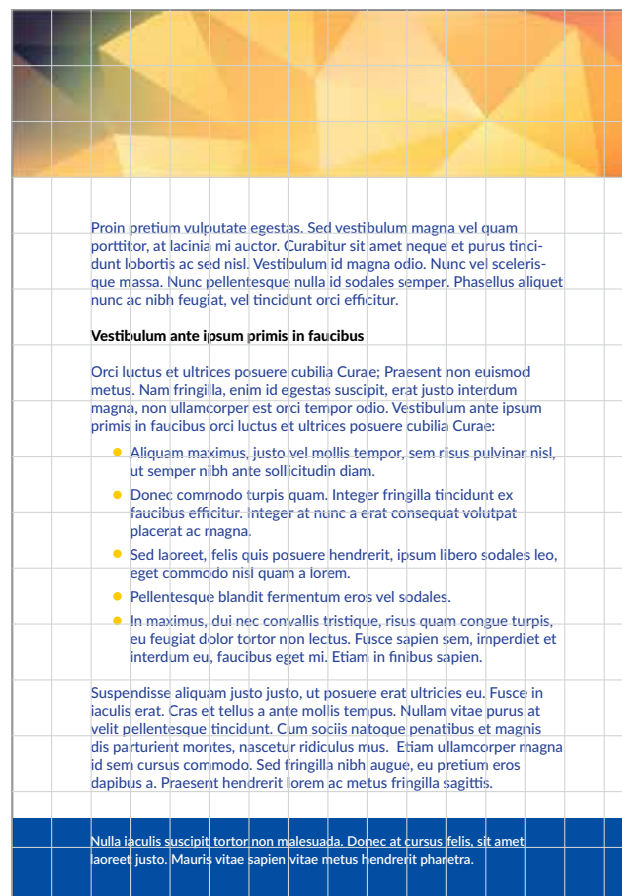 Proin pretium vulputate egestas. Sed vestibulum magna vel quam
porttitor, at lacinia mi auctor. Curabitur sit amet neque et purus tinci-
dunt lobortis ac sed nisl. Vestibulum id magna odio. Nunc vel sceleris-
que massa. Nunc pellentesque nulla id sodales semper. Phasellus aliquet
nunc ac nibh feugiat, vel tincidunt orci efficitur.
Vestibulum ante ipsum primis in faucibus
Orci luctus et ultrices posuere cubilia Curae; Praesent non euismod
metus. Nam fringilla, enim id egestas suscipit, erat justo interdum
magna, non ullamcorper est orci tempor odio. Vestibulum ante ipsum
primis in faucibus orci luctus et ultrices posuere cubilia Curae:
Aliquam maximus, justo vel mollis tempor, sem risus pulvinar nisl,
ut semper nibh ante sollicitudin diam.
Donec commodo turpis quam. Integer fringilla tincidunt ex
faucibus efficitur. Integer at nunc a erat consequat volutpat
placerat ac magna.
Sed laoreet, felis quis posuere hendrerit, ipsum libero sodales leo,
eget commodo nisl quam a lorem.
Pellentesque blandit fermentum eros vel sodales.
In maximus, dui nec convallis tristique, risus quam congue turpis,
eu feugiat dolor tortor non lectus. Fusce sapien sem, imperdiet et
interdum eu, faucibus eget mi. Etiam in finibus sapien.
Suspendisse aliquam justo justo, ut posuere erat ultricies eu. Fusce in
iaculis erat. Cras et tellus a ante mollis tempus. Nullam vitae purus at
velit pellentesque tincidunt. Cum sociis natoque penatibus et magnis
dis parturient montes, nascetur ridiculus mus.  Etiam ullamcorper magna
id sem cursus commodo. Sed fringilla nibh augue, eu pretium eros
dapibus a. Praesent hendrerit lorem ac metus fringilla sagittis.
Nulla iaculis suscipit tortor non malesuada. Donec at cursus felis, sit amet
laoreet justo. Mauris vitae sapien vitae metus hendrerit pharetra.